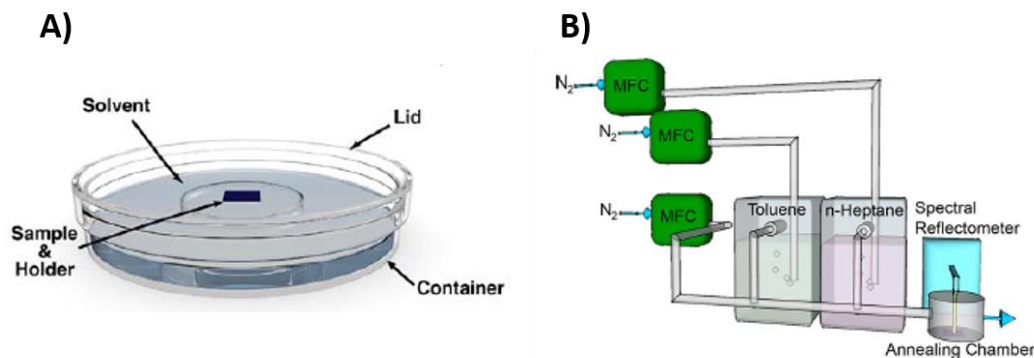 A)
Solvent
Lid
Sample
&
Holder
Container
B)
N₂
MFC
N₂
MFC
N₂
MFC
Toluene
n-Heptane
Spectral
Reflectometer
Annealing Chamber